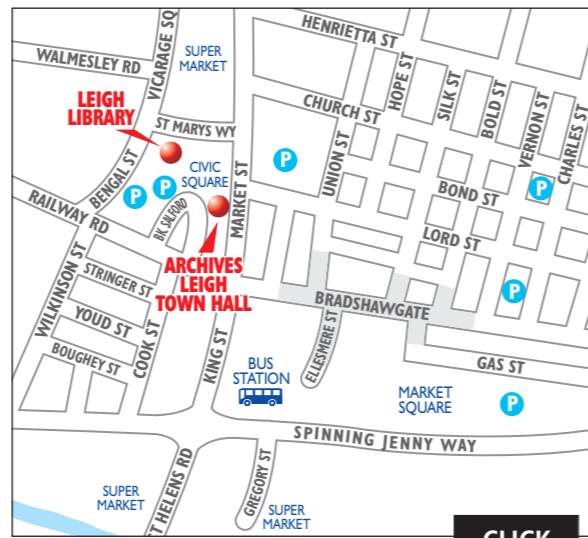 HENRIETTA ST
WALMESLEY RD
VICARAGE SQ
SUPER
MARKET
HOPE ST
SILK ST
BOLD ST
VERNON ST
CHARLES ST
LEIGH
LIBRARY
CHURCH ST
ST MARYS WY
UNION ST
BENGAL ST
CIVIC
SQUARE
MARKET ST
P
P
P
P
BOND ST
RAILWAY RD
BK. SALFORD
LORD ST
WILKINSON ST
STRINGER ST
ARCHIVES
LEIGH
TOWN HALL
P
BRADSHAWGATE
YOUD ST
COOK ST
KING ST
ELLESMERE ST
BOUGHEY ST
BUS
STATION
GAS ST
MARKET
SQUARE
P
SPINNING JENNY WAY
ST HELENS RD
GREGORY ST
SUPER
MARKET
SUPER
MARKET
CLICK